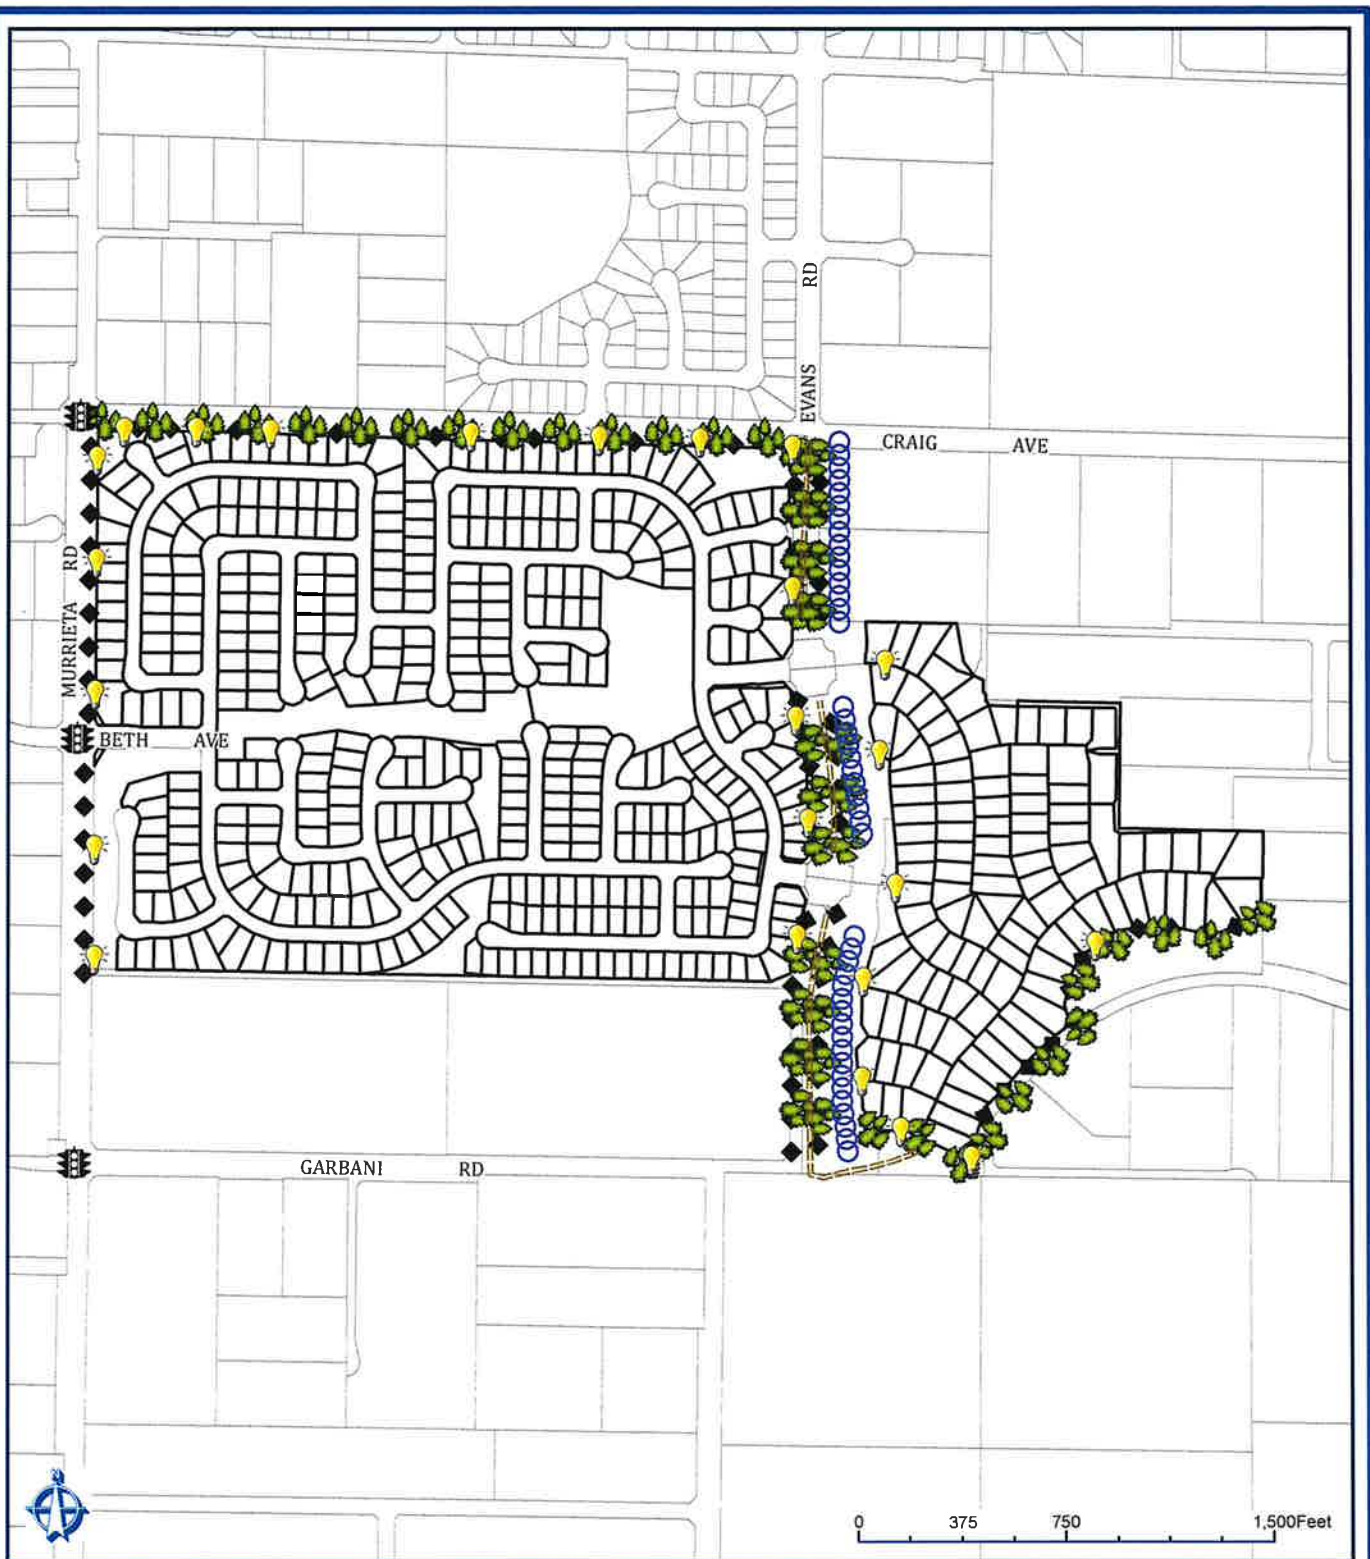 EVANS RD
CRAIG AVE
MURRIETA RD
BETH AVE
GARBANI RD
0 375 750 1,500Feet